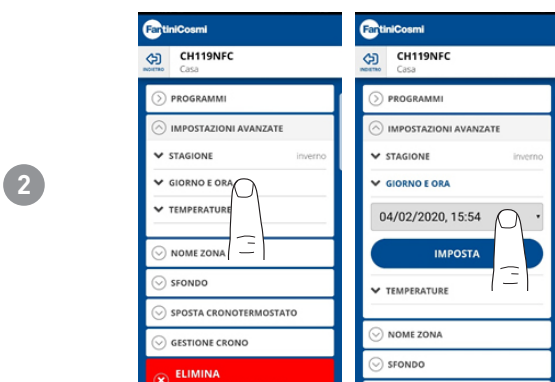 2
FantiniCosmi
INDIETRO
CH119NFC
Casa
PROGRAMMI
IMPOSTAZIONI AVANZATE
STAGIONE inverno
GIORNO E ORA
TEMPERATURE
NOME ZONA
SFONDO
SPOSTA CRONOTERMOSTATO
GESTIONE CRONO
ELIMINA
FantiniCosmi
INDIETRO
CH119NFC
Casa
PROGRAMMI
IMPOSTAZIONI AVANZATE
STAGIONE inverno
GIORNO E ORA
04/02/2020, 15:54
IMPOSTA
TEMPERATURE
NOME ZONA
SFONDO